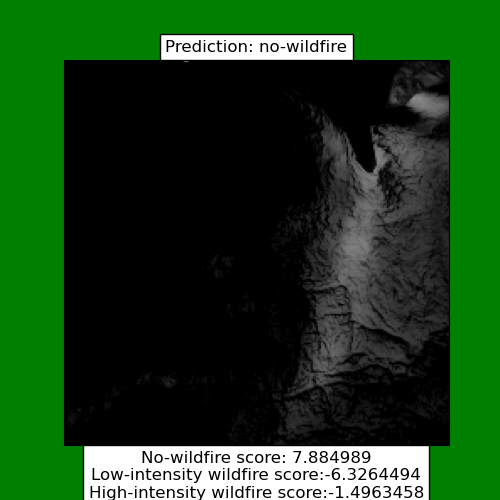 Prediction: no-wildfire
No-wildfire score: 7.884989
Low-intensity wildfire score:-6.3264494
High-intensity wildfire score:-1.4963458